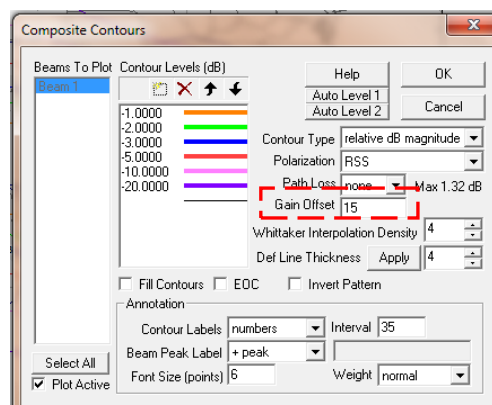 Composite Contours
Beams To Plot
Beam 1
Select All
Plot Active
Contour Levels (dB)
-1.0000
-2.0000
-3.0000
-5.0000
-10.0000
-20.0000
Help
OK
Auto Level 1
Auto Level 2
Cancel
Contour Type relative dB magnitude
Polarization RSS
Path Loss none Max 1.32 dB
Gain Offset 15
Whittaker Interpolation Density 4
Def Line Thickness Apply 4
Fill Contours EOC Invert Pattern
Annotation
Contour Labels numbers Interval 35
Beam Peak Label + peak
Font Size (points) 6 Weight normal